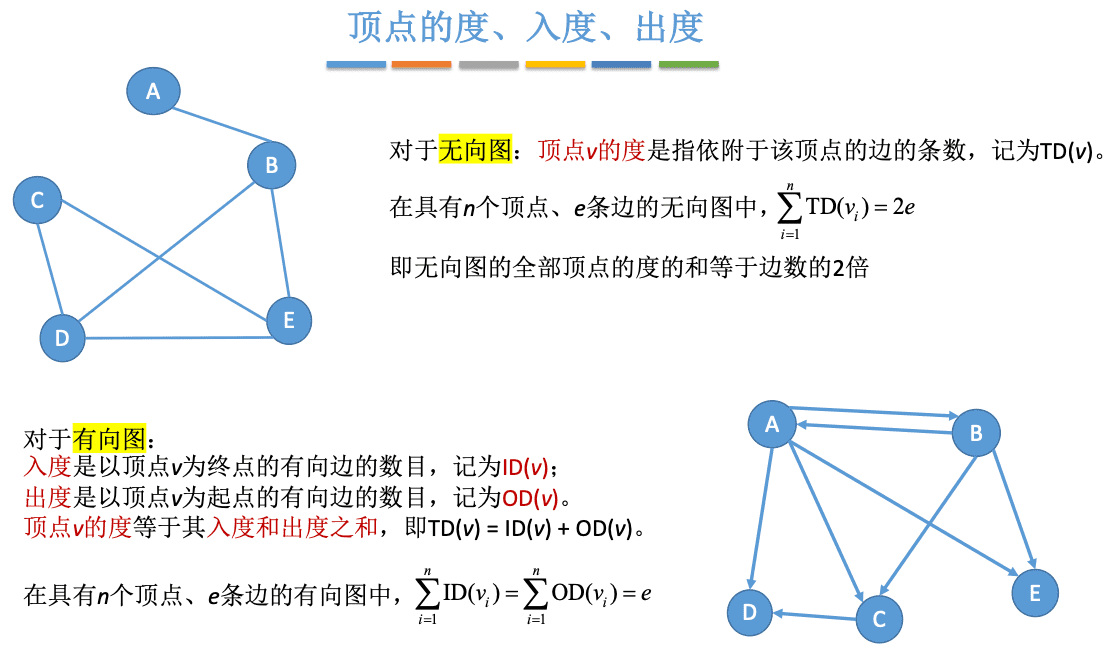 顶点的度、入度、出度
A
B
C
D
E
对于无向图：顶点v的度是指依附于该顶点的边的条数，记为TD(v)。
在具有n个顶点、e条边的无向图中，$\sum_{i=1}^{n} \mathrm{TD}(v_i) = 2e$
即无向图的全部顶点的度的和等于边数的2倍
对于有向图：
入度是以顶点v为终点的有向边的数目，记为ID(v)；
出度是以顶点v为起点的有向边的数目，记为OD(v)。
顶点v的度等于其入度和出度之和，即TD(v) = ID(v) + OD(v)。
在具有n个顶点、e条边的有向图中，$\sum_{i=1}^{n} \mathrm{ID}(v_i) = \sum_{i=1}^{n} \mathrm{OD}(v_i) = e$
A
B
E
D
C